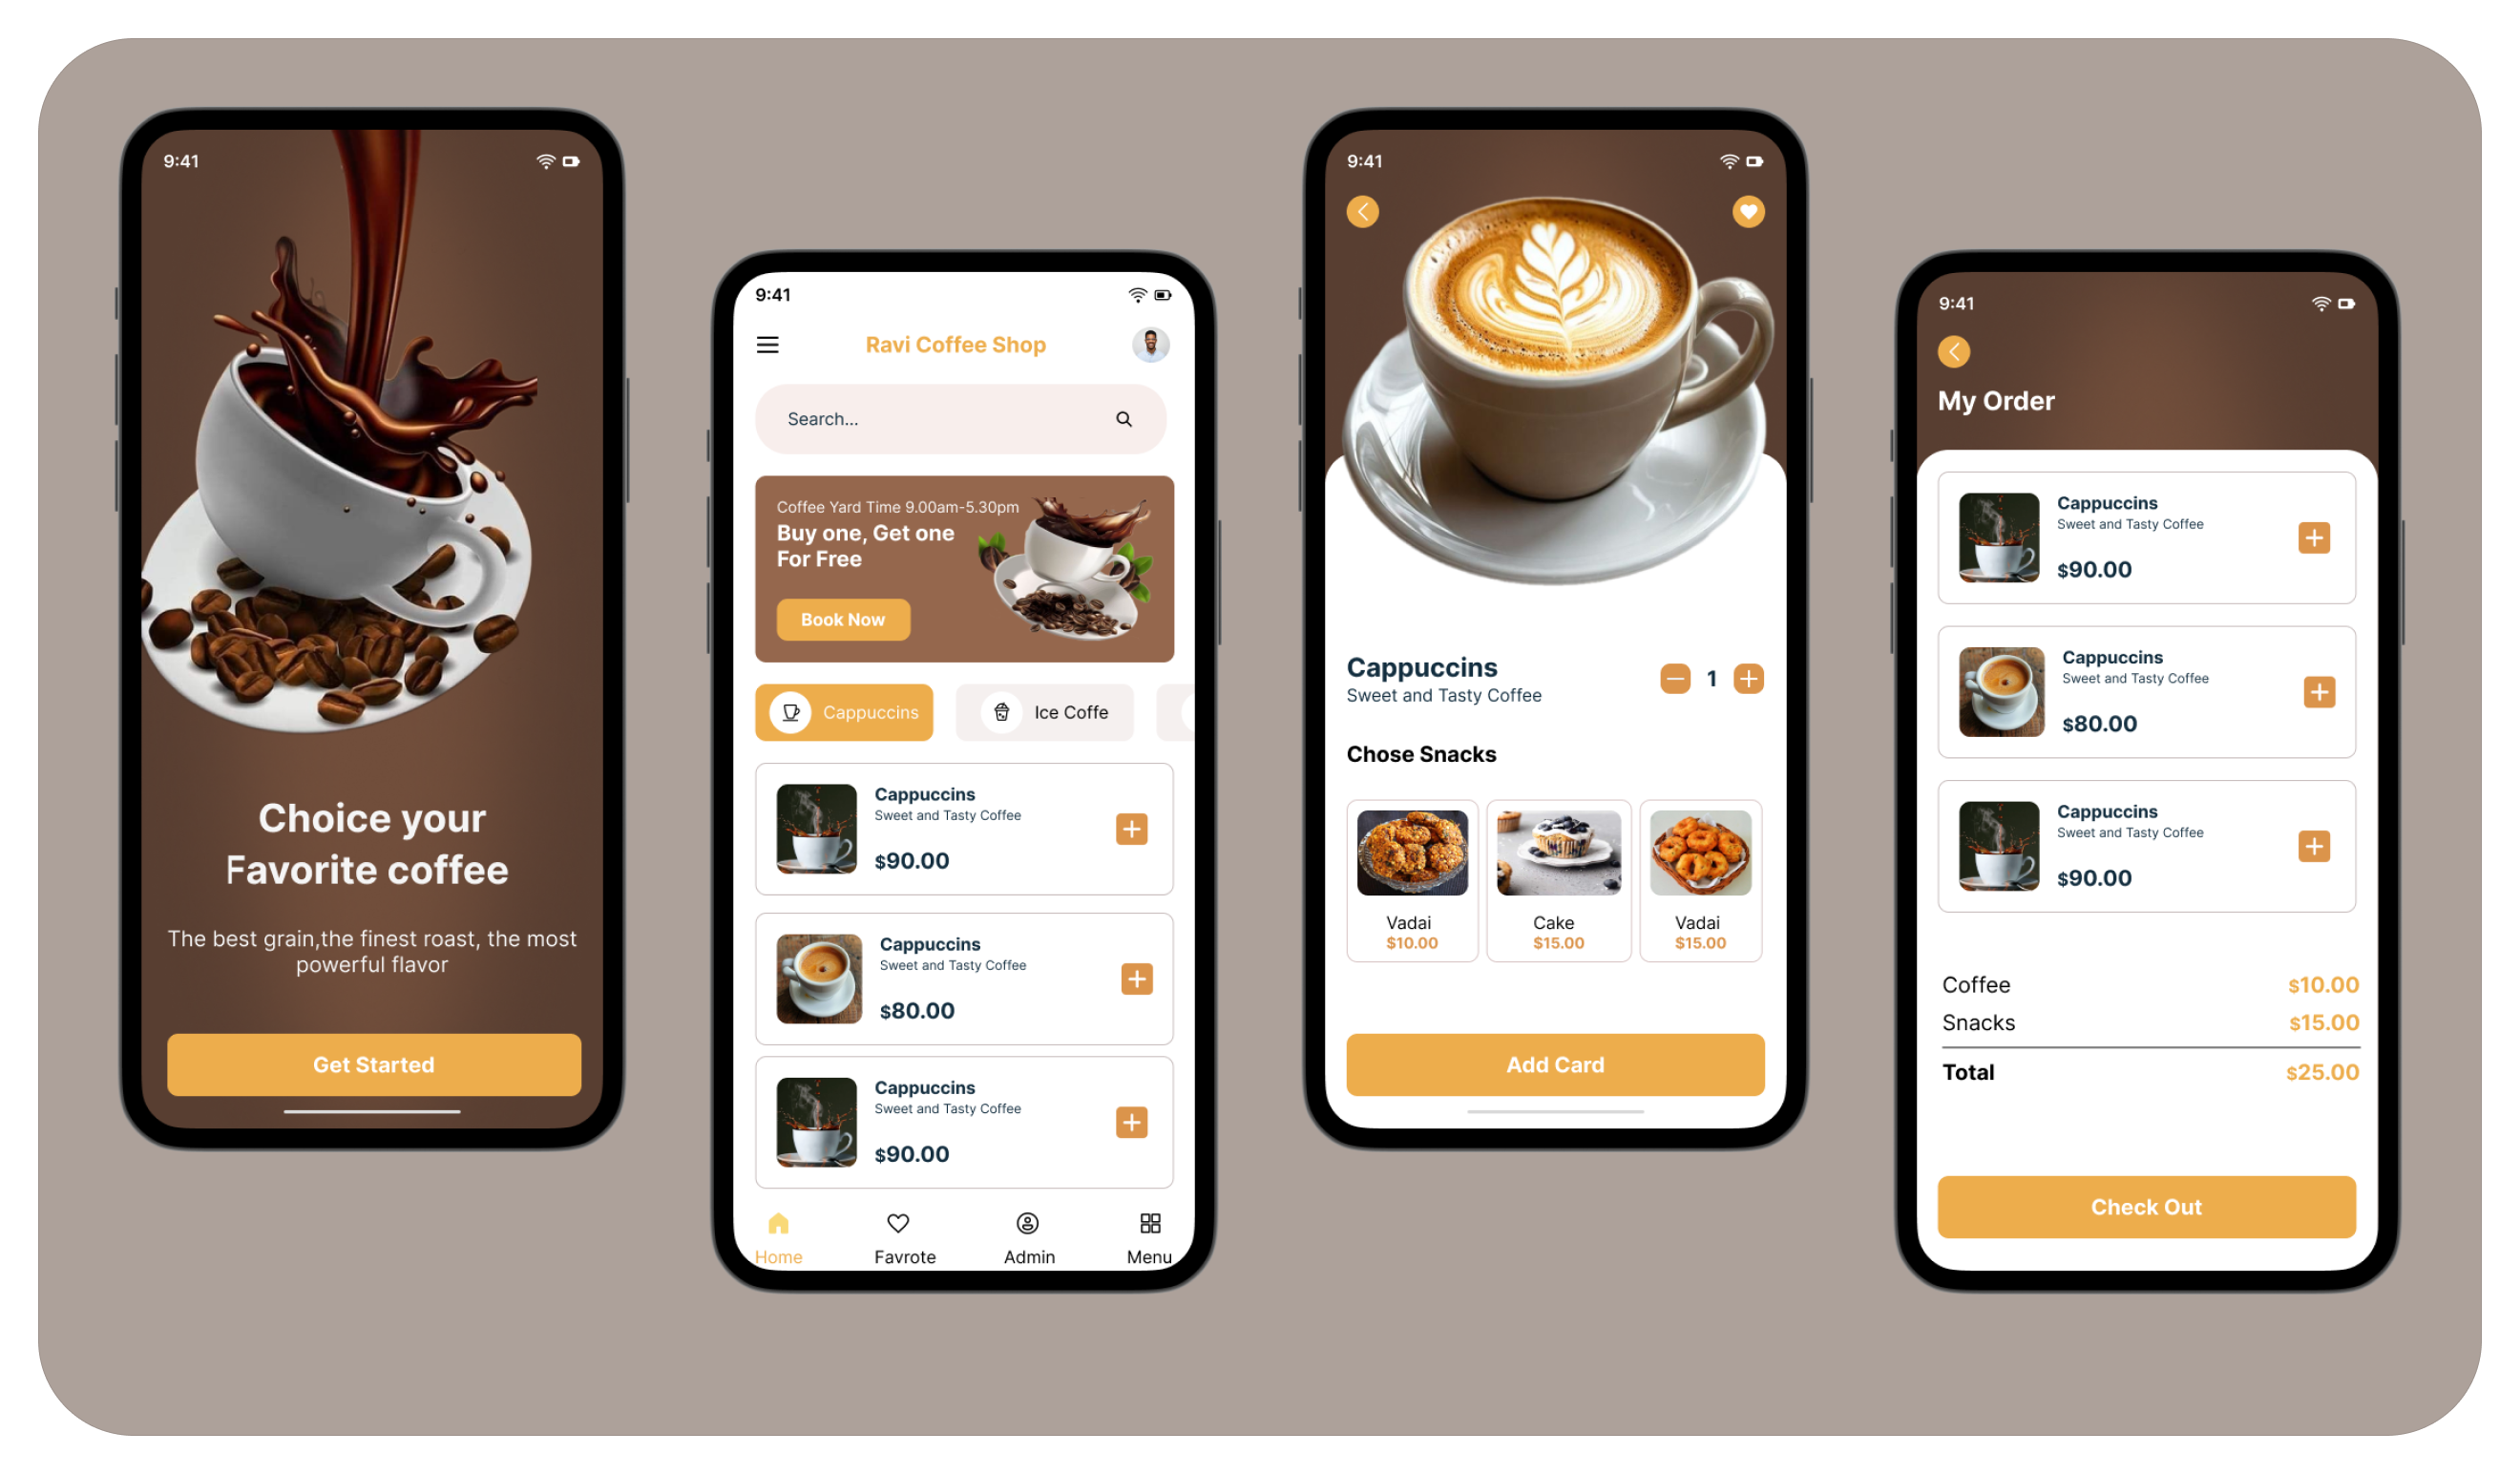 9:41
Choice your
Favorite coffee
The best grain,the finest roast, the most
powerful flavor
Get Started
9:41
Ravi Coffee Shop
Search...
Coffee Yard Time 9.00am-5.30pm
Buy one, Get one
For Free
Book Now
Cappuccins
Ice Coffe
Cappuccins
Sweet and Tasty Coffee
$90.00
Cappuccins
Sweet and Tasty Coffee
$80.00
Cappuccins
Sweet and Tasty Coffee
$90.00
Home
Favrote
Admin
Menu
9:41
Cappuccins
Sweet and Tasty Coffee
1
Chose Snacks
Vadai
$10.00
Cake
$15.00
Vadai
$15.00
Add Card
9:41
My Order
Cappuccins
Sweet and Tasty Coffee
$90.00
Cappuccins
Sweet and Tasty Coffee
$80.00
Cappuccins
Sweet and Tasty Coffee
$90.00
Coffee $10.00
Snacks $15.00
Total $25.00
Check Out